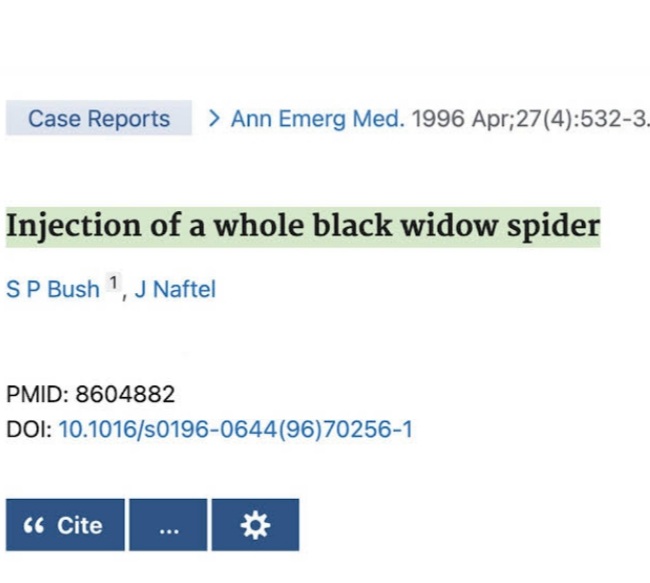 Case Reports > Ann Emerg Med. 1996 Apr;27(4):532-3.
Injection of a whole black widow spider
S P Bush 1, J Naftel
PMID: 8604882
DOI: 10.1016/s0196-0644(96)70256-1
“ Cite ...